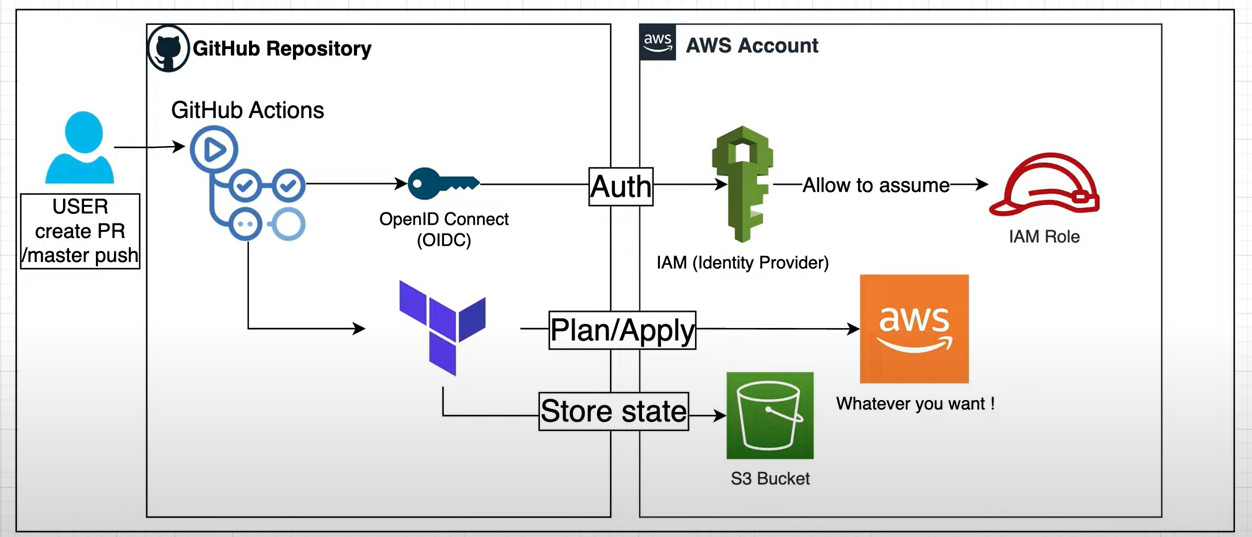 GitHub Repository
aws
AWS Account
GitHub Actions
USER
create PR
/master push
OpenID Connect
(OIDC)
Auth
Allow to assume
IAM (Identity Provider)
IAM Role
Plan/Apply
aws
Whatever you want !
Store state
S3 Bucket